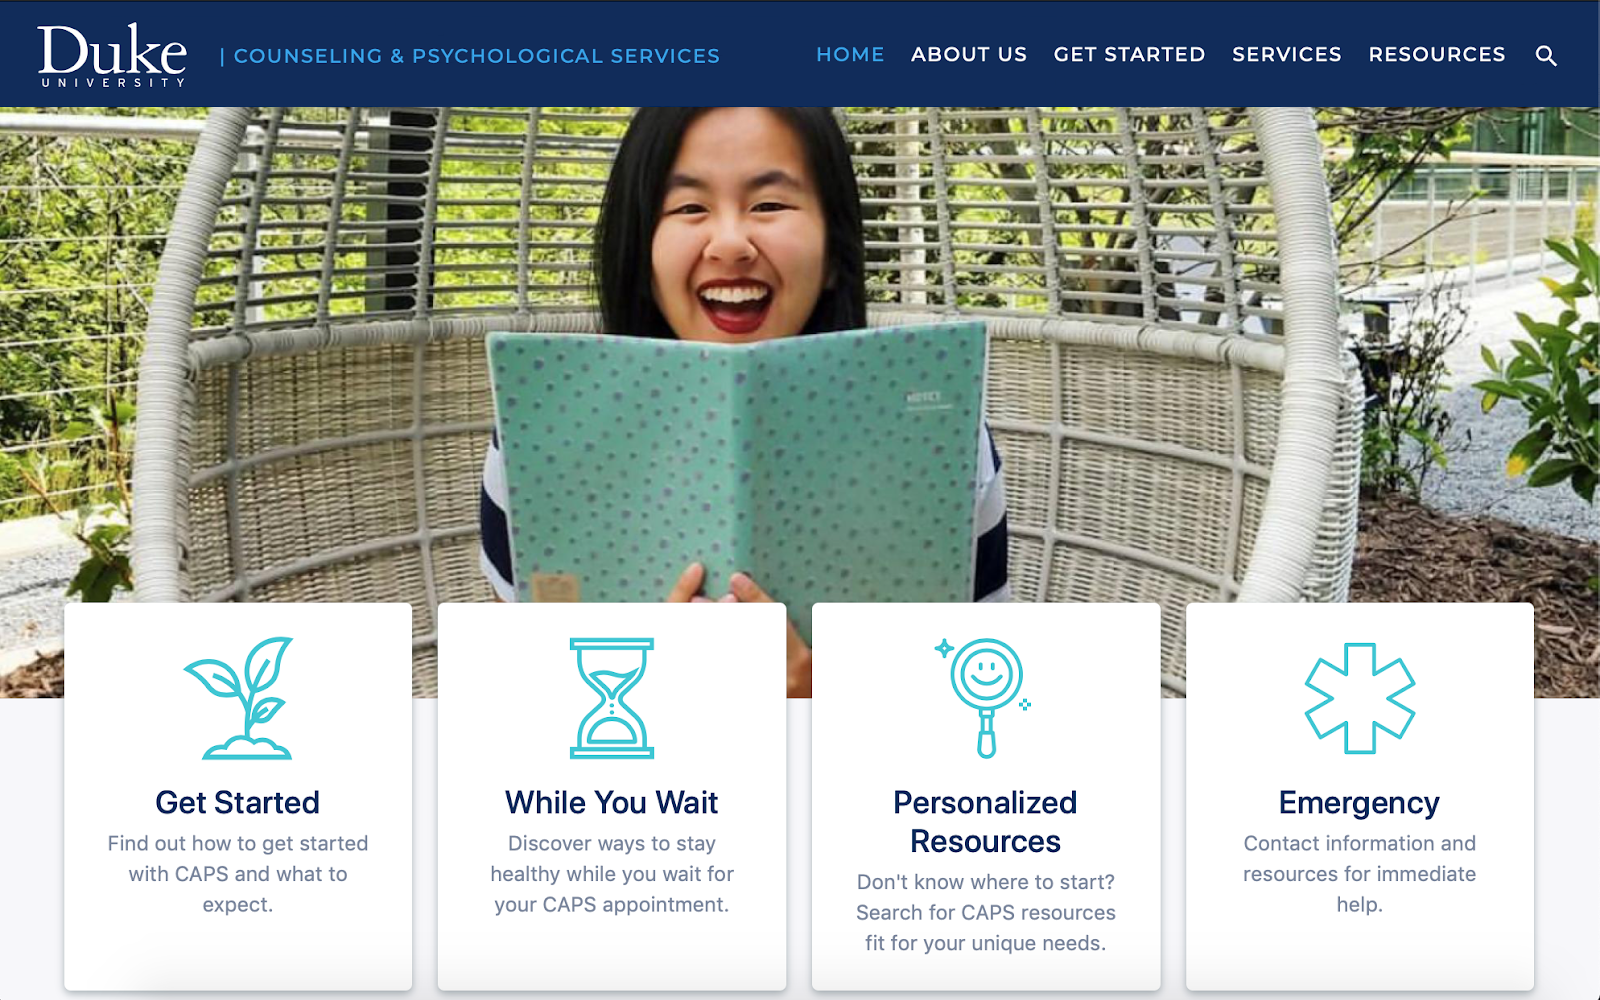 Duke
UNIVERSITY
| COUNSELING & PSYCHOLOGICAL SERVICES
HOME
ABOUT US
GET STARTED
SERVICES
RESOURCES
Get Started
Find out how to get started
with CAPS and what to
expect.
While You Wait
Discover ways to stay
healthy while you wait for
your CAPS appointment.
Personalized
Resources
Don't know where to start?
Search for CAPS resources
fit for your unique needs.
Emergency
Contact information and
resources for immediate
help.